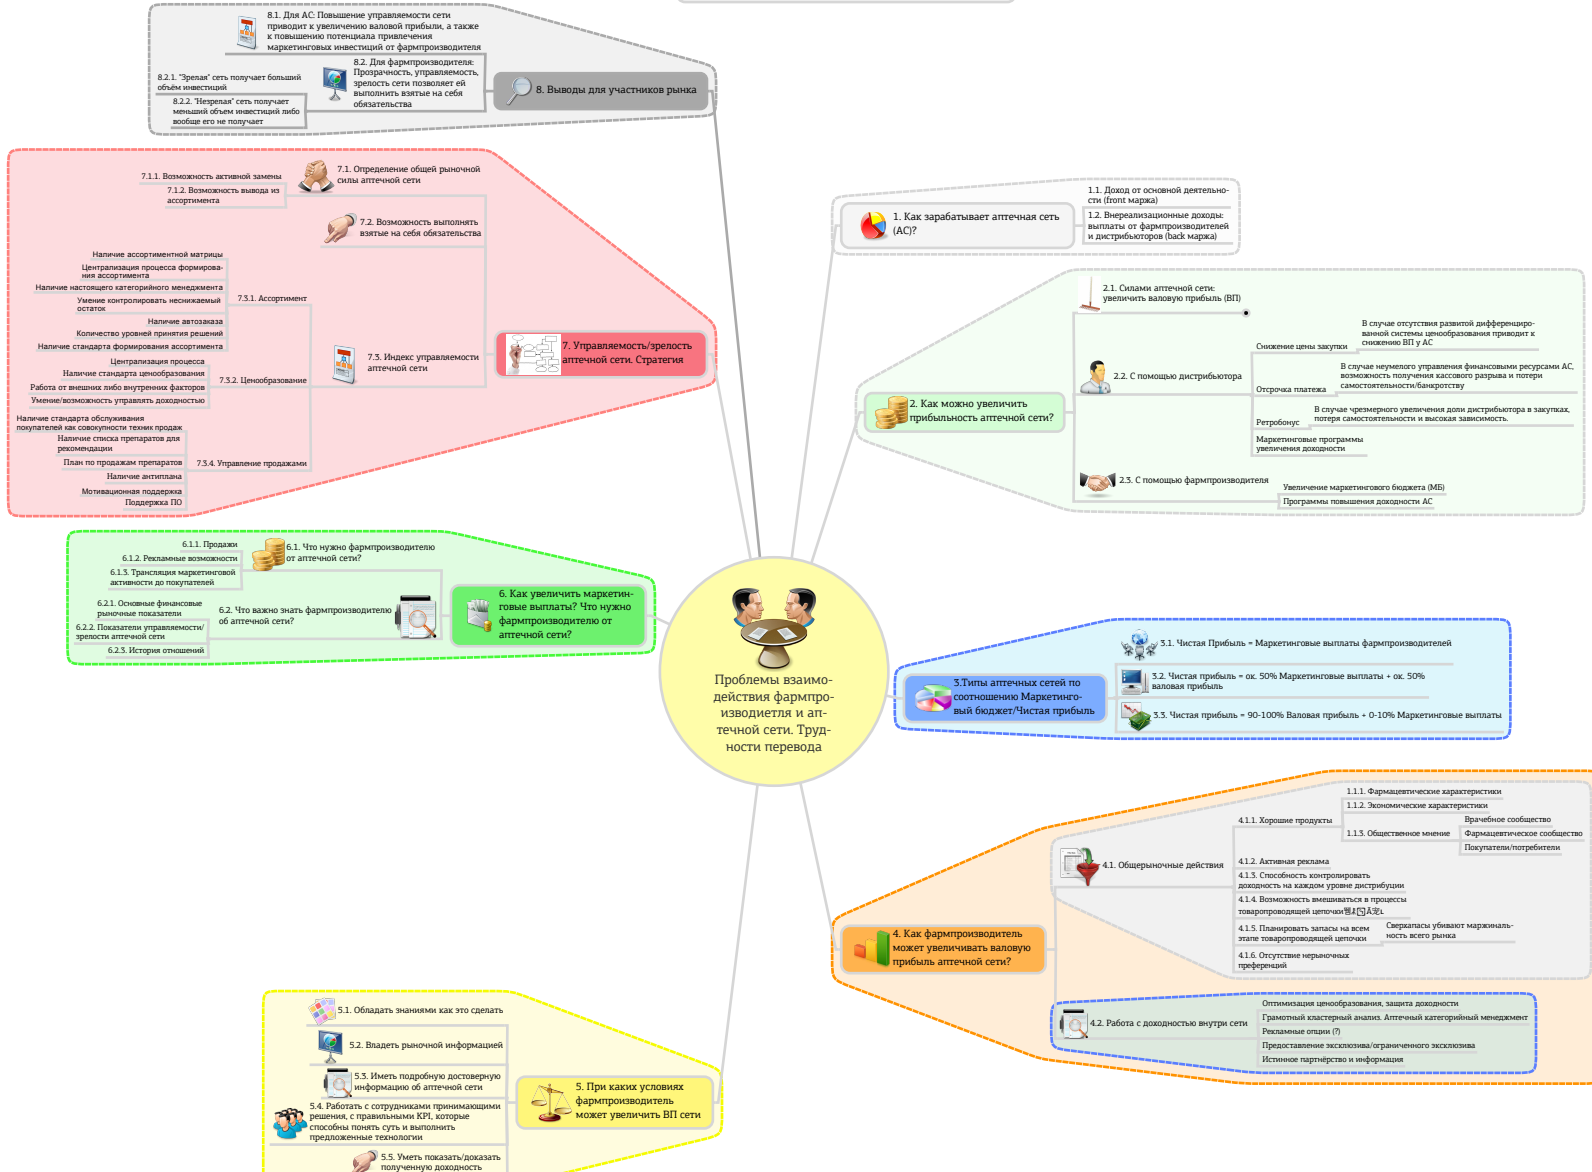 Проблемы взаимо-
действия фармпро-
изводиетля и ап-
течной сети. Труд-
ности перевода
1. Как зарабатывает аптечная сеть
(АС)?
1.1. Доход от основной деятельно-
сти (front маржа)
1.2. Внереализационные доходы:
выплаты от фармпроизводителей
и дистрибьюторов (back маржа)
2. Как можно увеличить
прибыльность аптечной сети?
2.1. Силами аптечной сети:
увеличить валовую прибыль (ВП)
2.2. С помощью дистрибьютора
Снижение цены закупки
В случае отсутствия развитой дифференциро-
ванной системы ценообразования приводит к
снижению ВП у АС
Отсрочка платежа
В случае неумелого управления финансовыми ресурсами АС,
возможность получения кассового разрыва и потери
самостоятельности/банкротству
Ретробонус
В случае чрезмерного увеличения доли дистрибьютора в закупках,
потеря самостоятельности и высокая зависимость.
Маркетинговые программы
увеличения доходности
2.3. С помощью фармпроизводителя
Увеличение маркетингового бюджета (МБ)
Программы повышения доходности АС
3.Типы аптечных сетей по
соотношению Маркетинго-
вый бюджет/Чистая прибыль
3.1. Чистая Прибыль = Маркетинговые выплаты фармпроизводителей
3.2. Чистая прибыль = ок. 50% Маркетинговые выплаты + ок. 50%
валовая прибыль
3.3. Чистая прибыль = 90-100% Валовая прибыль + 0-10% Маркетинговые выплаты
4. Как фармпроизводитель
может увеличивать валовую
прибыль аптечной сети?
4.1. Общерыночные действия
4.1.1. Хорошие продукты
1.1.1. Фармацевтические характеристики
1.1.2. Экономические характеристики
1.1.3. Общественное мнение
Врачебное сообщество
Фармацевтическое сообщество
Покупатели/потребители
4.1.2. Активная реклама
4.1.3. Способность контролировать
доходность на каждом уровне дистрибуции
4.1.4. Возможность вмешиваться в процессы
товаропроводящей цепочки
4.1.5. Планировать запасы на всем
этапе товаропроводящей цепочки
Сверхапасы убивают маржиналь-
ность всего рынка
4.1.6. Отсутствие нерыночных
преференций
4.2. Работа с доходностью внутри сети
Оптимизация ценообразования, защита доходности
Грамотный кластерный анализ. Аптечный категорийный менеджмент
Рекламные опции (?)
Предоставление эксклюзива/ограниченного эксклюзива
Истинное партнёрство и информация
5. При каких условиях
фармпроизводитель
может увеличить ВП сети
5.1. Обладать знаниями как это сделать
5.2. Владеть рыночной информацией
5.3. Иметь подробную достоверную
информацию об аптечной сети
5.4. Работать с сотрудниками принимающими
решения, с правильными KPI, которые
способны понять суть и выполнить
предложенные технологии
5.5. Уметь показать/доказать
полученную доходность
6. Как увеличить маркетин-
говые выплаты? Что нужно
фармпроизводителю от
аптечной сети?
6.1. Что нужно фармпроизводителю
от аптечной сети?
6.1.1. Продажи
6.1.2. Рекламные возможности
6.1.3. Трансляция маркетинговой
активности до покупателей
6.2. Что важно знать фармпроизводителю
об аптечной сети?
6.2.1. Основные финансовые
рыночные показатели
6.2.2. Показатели управляемости/
зрелости аптечной сети
6.2.3. История отношений
7. Управляемость/зрелость
аптечной сети. Стратегия
7.1. Определение общей рыночной
силы аптечной сети
7.1.1. Возможность активной замены
7.1.2. Возможность вывода из
ассортимента
7.2. Возможность выполнять
взятые на себя обязательства
7.3. Индекс управляемости
аптечной сети
7.3.1. Ассортимент
Наличие ассортиментной матрицы
Централизация процесса формирова-
ния ассортимента
Наличие настоящего категорийного менеджмента
Умение контролировать неснижаемый
остаток
Наличие автозаказа
Количество уровней принятия решений
Наличие стандарта формирования ассортимента
7.3.2. Ценообразование
Централизация процесса
Наличие стандарта ценообразования
Работа от внешних либо внутренних факторов
Умение/возможность управлять доходностью
7.3.4. Управление продажами
Наличие стандарта обслуживания
покупателей как совокупности техник продаж
Наличие списка препаратов для
рекомендации
План по продажам препаратов
Наличие антиплана
Мотивационная поддержка
Поддержка ПО
8. Выводы для участников рынка
8.1. Для АС: Повышение управляемости сети
приводит к увеличению валовой прибыли, а также
к повышению потенциала привлечения
маркетинговых инвестиций от фармпроизводителя
8.2. Для фармпроизводителя:
Прозрачность, управляемость,
зрелость сети позволяет ей
выполнить взятые на себя
обязательства
8.2.1. "Зрелая" сеть получает больший
объём инвестиций
8.2.2. "Незрелая" сеть получает
меньший объем инвестиций либо
вообще его не получает